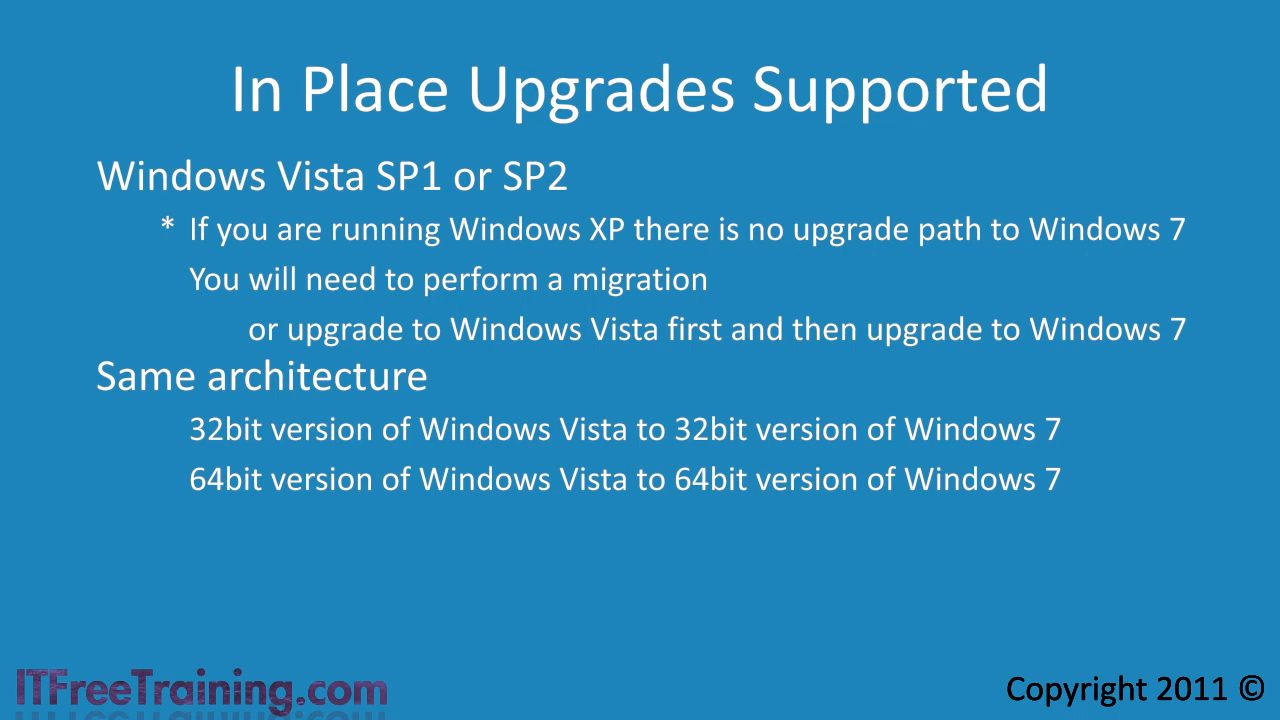 In Place Upgrades Supported
Windows Vista SP1 or SP2
* If you are running Windows XP there is no upgrade path to Windows 7
You will need to perform a migration
or upgrade to Windows Vista first and then upgrade to Windows 7
Same architecture
32bit version of Windows Vista to 32bit version of Windows 7
64bit version of Windows Vista to 64bit version of Windows 7
ITFreeTraining.com
Copyright 2011 ©